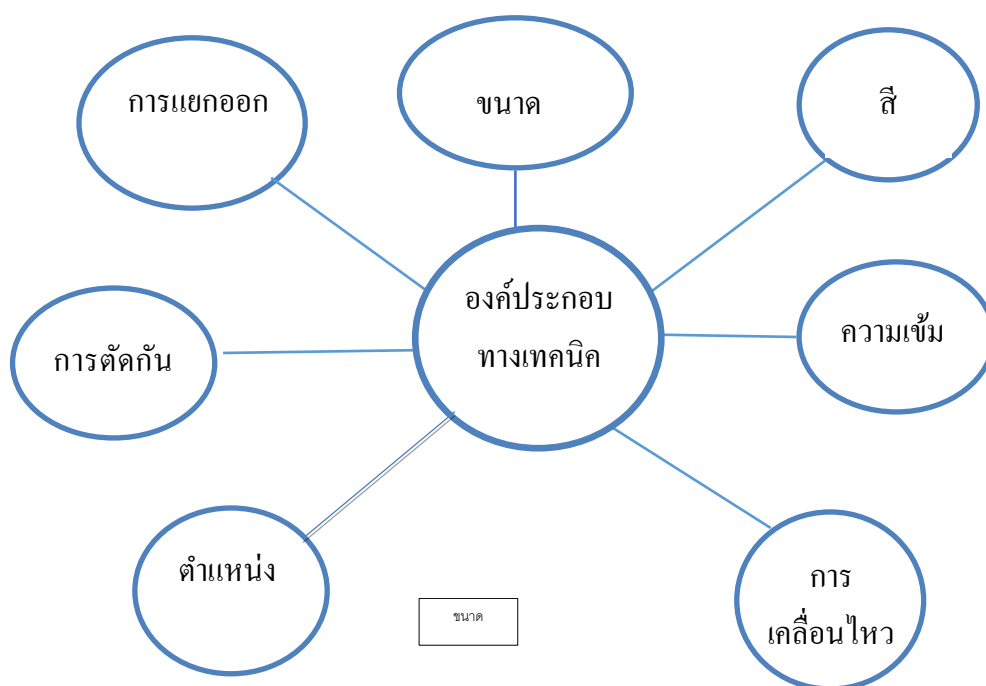 การแยกออก
ขนาด
สี
องค์ประกอบ
ทางเทคนิค
ความเข้ม
การตัดกัน
ตำแหน่ง
การ
เคลื่อนไหว
ขนาด